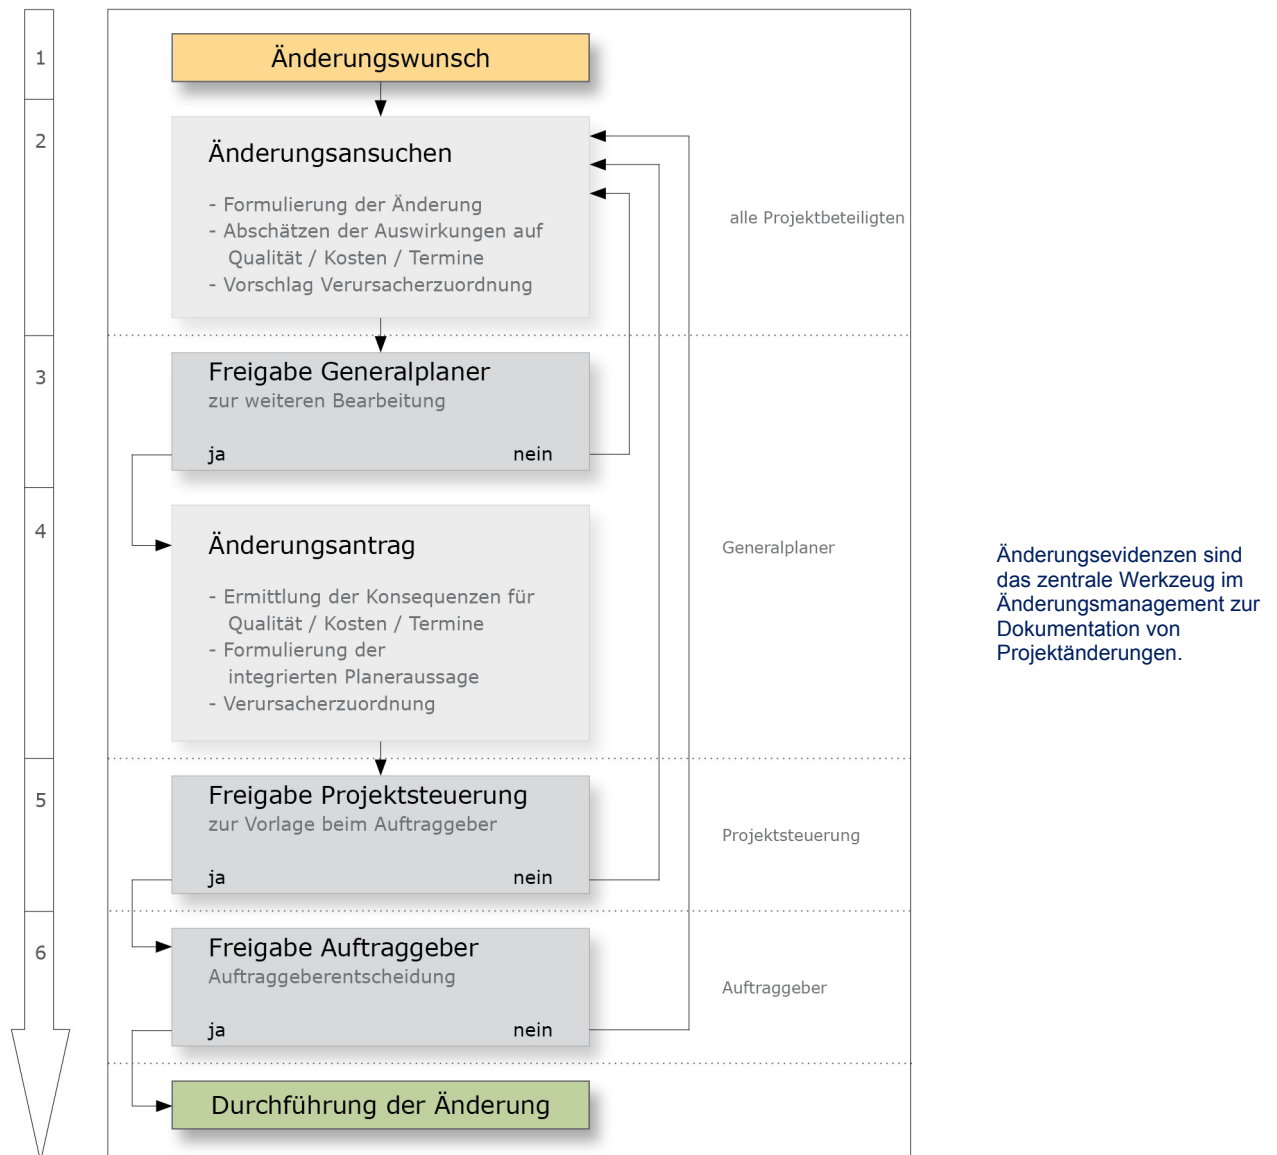 1
Änderungswunsch
2
Änderungsansuchen
- Formulierung der Änderung
- Abschätzen der Auswirkungen auf
Qualität / Kosten / Termine
- Vorschlag Verursacherzuordnung
alle Projektbeteiligten
3
Freigabe Generalplaner
zur weiteren Bearbeitung
ja nein
4
Änderungsantrag
- Ermittlung der Konsequenzen für
Qualität / Kosten / Termine
- Formulierung der
integrierten Planeraussage
- Verursacherzuordnung
Generalplaner
5
Freigabe Projektsteuerung
zur Vorlage beim Auftraggeber
ja nein
Projektsteuerung
6
Freigabe Auftraggeber
Auftraggeberentscheidung
ja nein
Auftraggeber
Durchführung der Änderung
Änderungsevidenzen sind
das zentrale Werkzeug im
Änderungsmanagement zur
Dokumentation von
Projektänderungen.